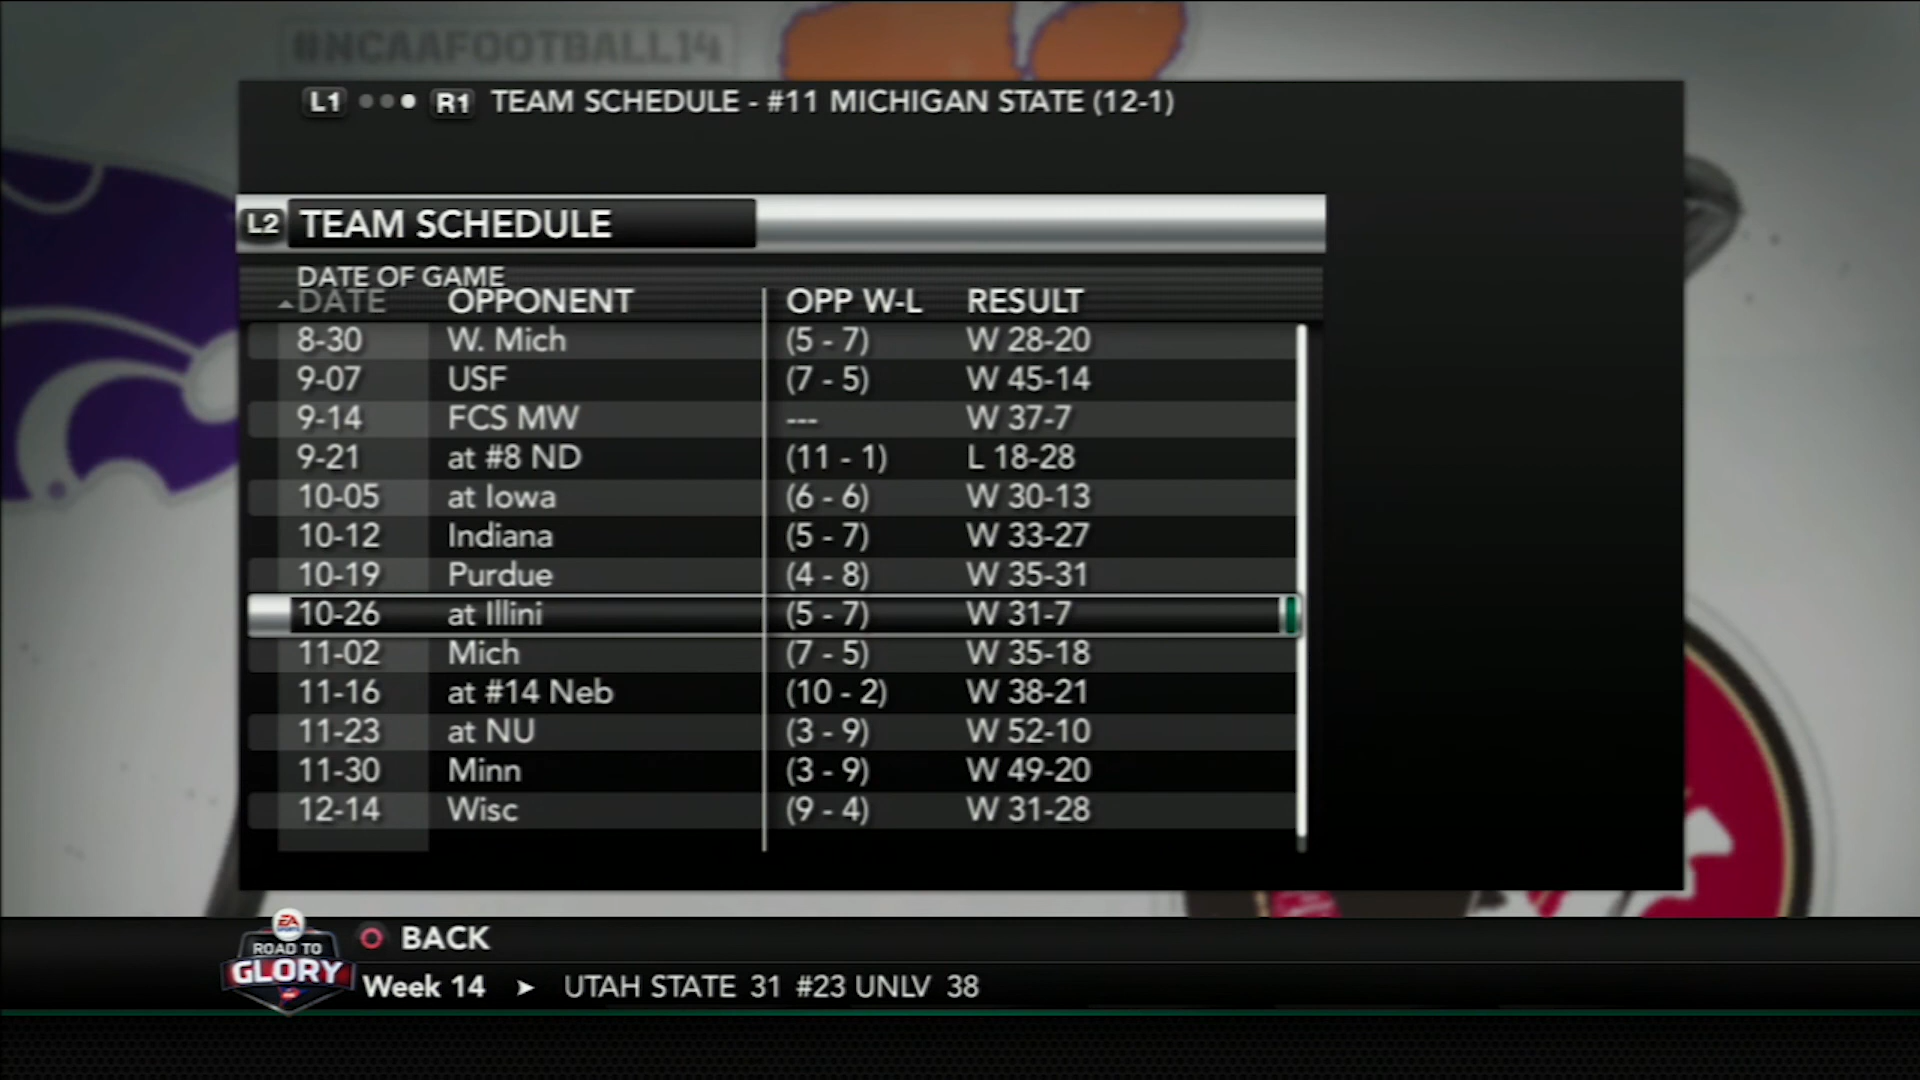 #NCAAFOOTBALL14
L1 R1 TEAM SCHEDULE - #11 MICHIGAN STATE (12-1)
L2 TEAM SCHEDULE
DATE OF GAME
DATE OPPONENT OPP W-L RESULT
8-30 W. Mich (5 - 7) W 28-20
9-07 USF (7 - 5) W 45-14
9-14 FCS MW --- W 37-7
9-21 at #8 ND (11 - 1) L 18-28
10-05 at Iowa (6 - 6) W 30-13
10-12 Indiana (5 - 7) W 33-27
10-19 Purdue (4 - 8) W 35-31
10-26 at Illini (5 - 7) W 31-7
11-02 Mich (7 - 5) W 35-18
11-16 at #14 Neb (10 - 2) W 38-21
11-23 at NU (3 - 9) W 52-10
11-30 Minn (3 - 9) W 49-20
12-14 Wisc (9 - 4) W 31-28
EA SPORTS
ROAD TO
GLORY
BACK
Week 14 ➤ UTAH STATE 31 #23 UNLV 38